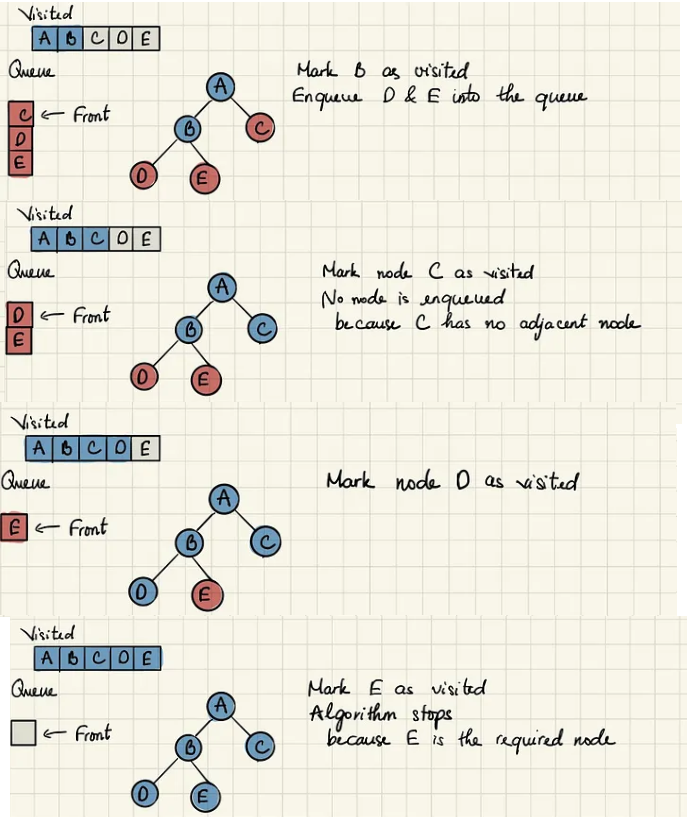 Visited
A B C D E
Queue
C ← Front
D
E
A
B C
D E
Mark B as visited
Enqueue D & E into the queue
Visited
A B C D E
Queue
D ← Front
E
A
B C
D E
Mark node C as visited
No node is enqueued
because C has no adjacent node
Visited
A B C D E
Queue
E ← Front
A
B C
D E
Mark node D as visited
Visited
A B C D E
Queue
← Front
A
B C
D E
Mark E as visited
Algorithm stops
because E is the required node